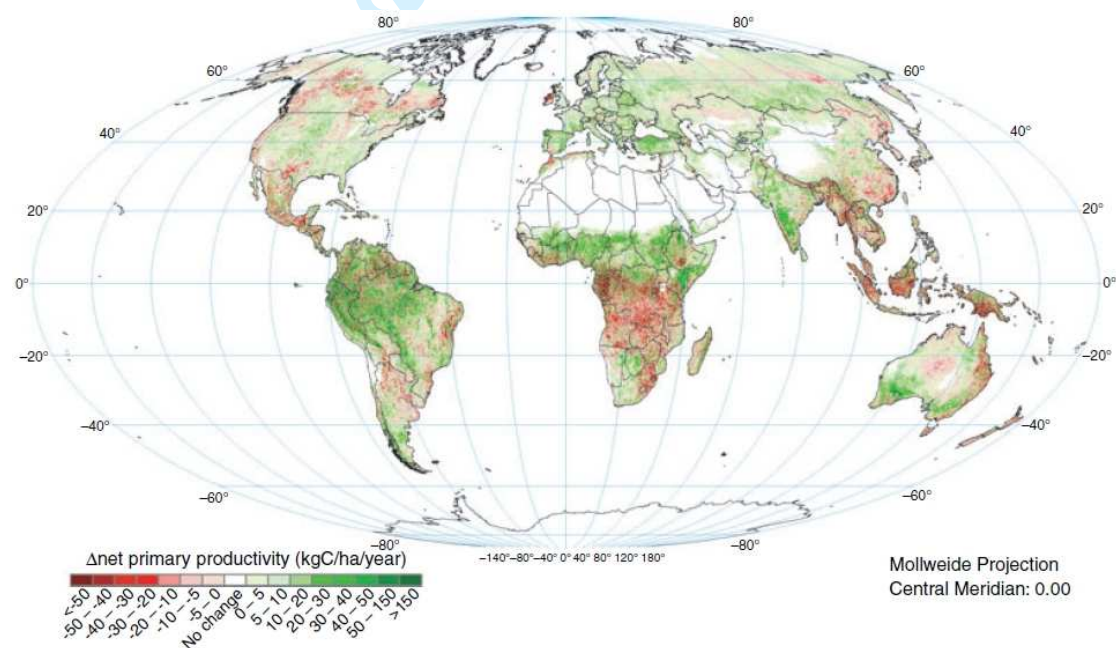 80° 80°
60° 60°
40° 40°
20° 20°
0° 0°
–20° –20°
–40° –40°
–60° –60°
–80° –140°–80°–40° 0° 40° 80° 120° 180° –80°
Δnet primary productivity (kgC/ha/year)
<-50
-50 – -40
-40 – -30
-30 – -20
-20 – -10
-10 – -5
-5 – 0
No change
0 – 5
5 – 10
10 – 20
20 – 30
30 – 40
40 – 50
50 – 150
>150
Mollweide Projection
Central Meridian: 0.00